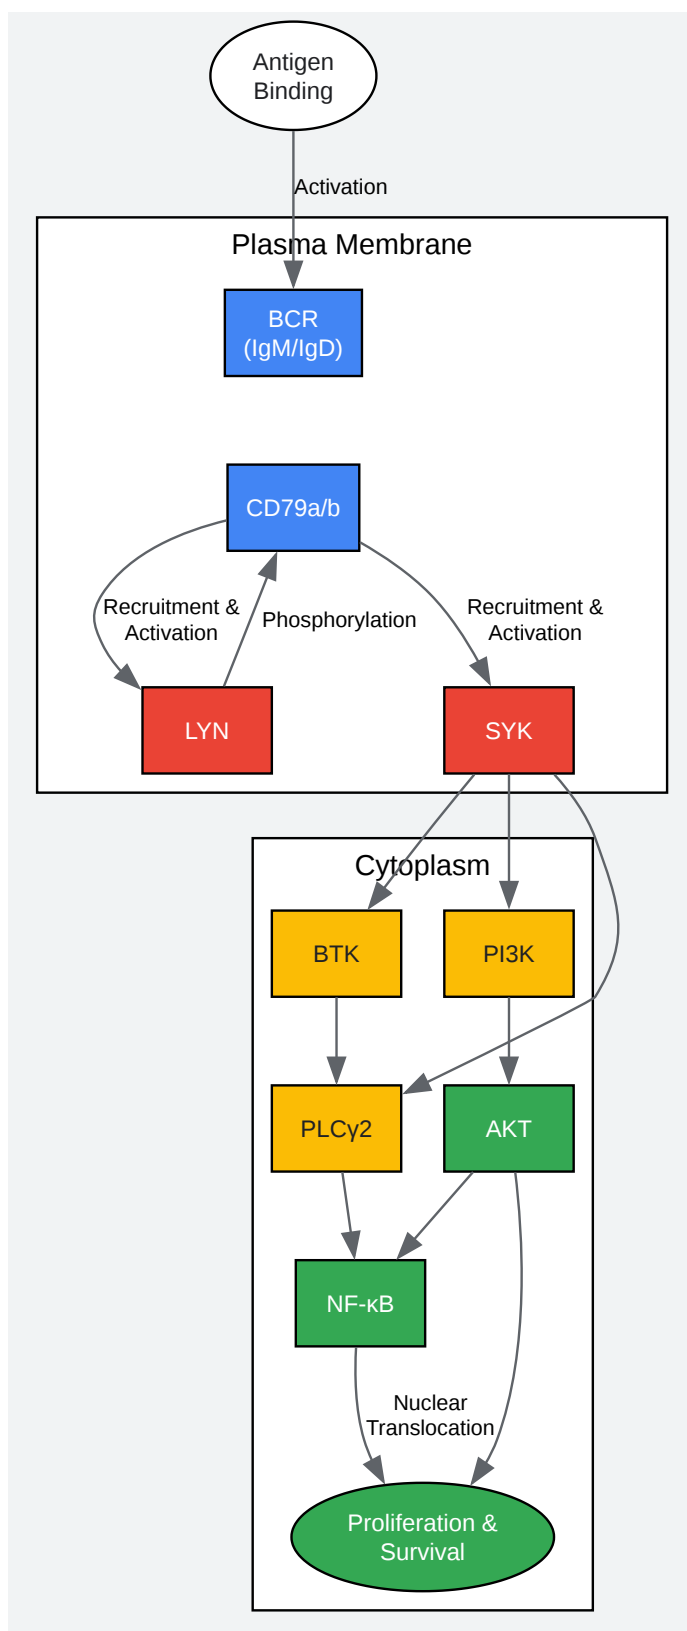 Antigen
Binding
Activation
Plasma Membrane
BCR
(IgM/IgD)
CD79a/b
Recruitment &
Activation
Phosphorylation
Recruitment &
Activation
LYN
SYK
Cytoplasm
BTK
PI3K
PLCγ2
AKT
NF-κB
Nuclear
Translocation
Proliferation &
Survival